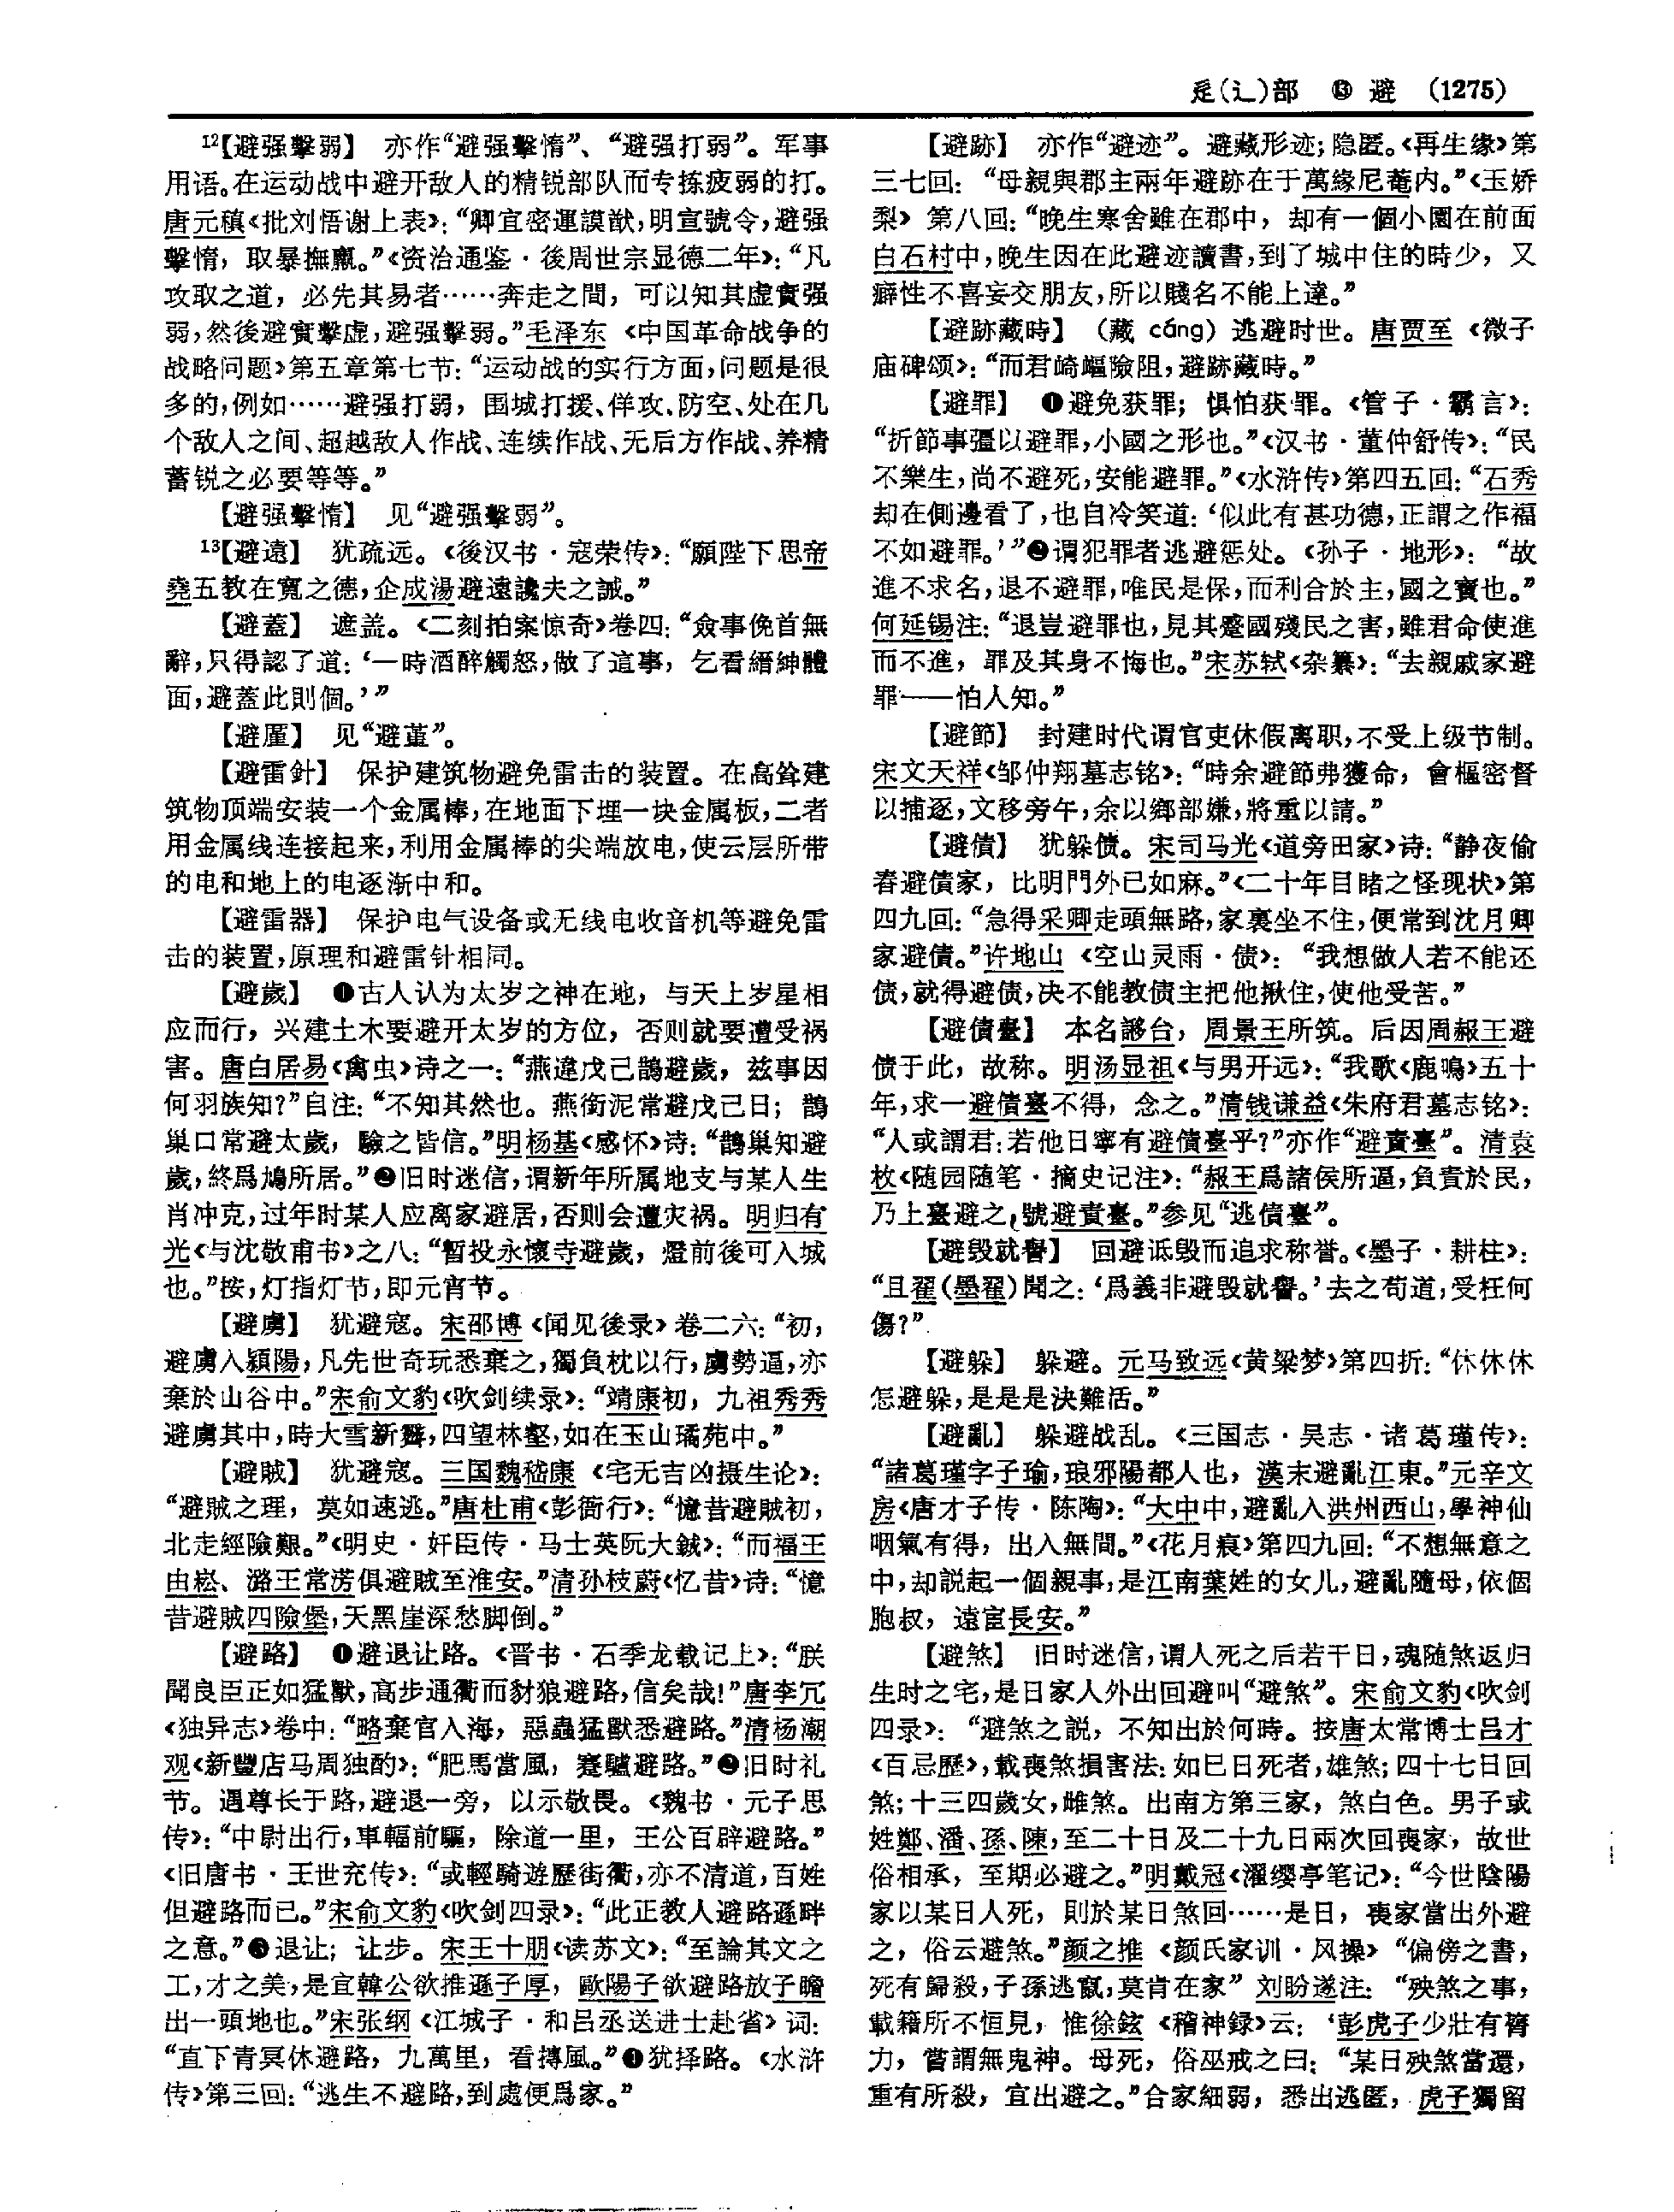 辵(辶)部 ⓭ 避 (1275)
¹²【避强擊弱】 亦作“避强擊惰”、“避强打弱”。军事
用语。在运动战中避开敌人的精锐部队而专拣疲弱的打。
唐元稹《批刘悟谢上表》：“卿宜密運謨猷，明宣號令，避强
擊惰，取暴撫羸。”《资治通鉴·後周世宗显德二年》：“凡
攻取之道，必先其易者……奔走之間，可以知其虛實强
弱，然後避實擊虛，避强擊弱。”毛泽东《中国革命战争的
战略问题》第五章第七节：“运动战的实行方面，问题是很
多的，例如……避强打弱，围城打援、佯攻、防空、处在几
个敌人之间、超越敌人作战、连续作战、无后方作战、养精
蓄锐之必要等等。”
【避强擊惰】 见“避强擊弱”。
¹³【避遠】 犹疏远。《後汉书·寇荣传》：“願陛下思帝
堯五教在寬之德，企成湯避遠讒夫之誡。”
【避蓋】 遮盖。《二刻拍案惊奇》卷四：“僉事俛首無
辭，只得認了道：‘一時酒醉觸怒，做了這事，乞看縉紳體
面，避蓋此則個。’”
【避厪】 见“避堇”。
【避雷針】 保护建筑物避免雷击的装置。在高耸建
筑物顶端安装一个金属棒，在地面下埋一块金属板，二者
用金属线连接起来，利用金属棒的尖端放电，使云层所带
的电和地上的电逐渐中和。
【避雷器】 保护电气设备或无线电收音机等避免雷
击的装置，原理和避雷针相同。
【避歲】 ❶古人认为太岁之神在地，与天上岁星相
应而行，兴建土木要避开太岁的方位，否则就要遭受祸
害。唐白居易《禽虫》诗之一：“燕違戊己鵲避歲，兹事因
何羽族知？”自注：“不知其然也。燕銜泥常避戊己日；鵲
巢口常避太歲，驗之皆信。”明杨基《感怀》诗：“鵲巢知避
歲，終爲鳩所居。”❷旧时迷信，谓新年所属地支与某人生
肖冲克，过年时某人应离家避居，否则会遭灾祸。明归有
光《与沈敬甫书》之八：“暫投永懷寺避歲，燈前後可入城
也。”按，灯指灯节，即元宵节。
【避虜】 犹避寇。宋邵博《闻见後录》卷二六：“初，
避虜入潁陽，凡先世奇玩悉棄之，獨負枕以行，虜勢逼，亦
棄於山谷中。”宋俞文豹《吹剑续录》：“靖康初，九祖秀秀
避虜其中，時大雪新霽，四望林壑，如在玉山璚苑中。”
【避賊】 犹避寇。三国魏嵇康《宅无吉凶摄生论》：
“避賊之理，莫如速逃。”唐杜甫《彭衙行》：“憶昔避賊初，
北走經險艱。”《明史·奸臣传·马士英阮大鋮》：“而福王
由崧、潞王常淓俱避賊至淮安。”清孙枝蔚《忆昔》诗：“憶
昔避賊四險堡，天黑崖深愁脚倒。”
【避路】 ❶避退让路。《晋书·石季龙载记上》：“朕
聞良臣正如猛獸，高步通衢而豺狼避路，信矣哉！”唐李冗
《独异志》卷中：“略棄官入海，惡蟲猛獸悉避路。”清杨潮
观《新豐店马周独酌》：“肥馬當風，蹇驢避路。”❷旧时礼
节。遇尊长于路，避退一旁，以示敬畏。《魏书·元子思
传》：“中尉出行，車輻前驅，除道一里，王公百辟避路。”
《旧唐书·王世充传》：“或輕騎遊歷街衢，亦不清道，百姓
但避路而已。”宋俞文豹《吹剑四录》：“此正教人避路遜畔
之意。”❸退让；让步。宋王十朋《读苏文》：“至論其文之
工，才之美，是宜韓公欲推遜子厚，歐陽子欲避路放子瞻
出一頭地也。”宋张纲《江城子·和吕丞送进士赴省》词：
“直下青冥休避路，九萬里，看摶風。”❹犹择路。《水浒
传》第三回：“逃生不避路，到處便爲家。”
【避跡】 亦作“避迹”。避藏形迹；隐匿。《再生缘》第
三七回：“母親與郡主兩年避跡在于萬緣尼菴内。”《玉娇
梨》第八回：“晚生寒舍雖在郡中，却有一個小園在前面
白石村中，晚生因在此避迹讀書，到了城中住的時少，又
癖性不喜妄交朋友，所以賤名不能上達。”
【避跡藏時】 （藏 cáng）逃避时世。唐贾至《微子
庙碑颂》：“而君崎嶇險阻，避跡藏時。”
【避罪】 ❶避免获罪；惧怕获罪。《管子·霸言》：
“折節事彊以避罪，小國之形也。”《汉书·董仲舒传》：“民
不樂生，尚不避死，安能避罪。”《水浒传》第四五回：“石秀
却在側邊看了，也自冷笑道：‘似此有甚功德，正謂之作福
不如避罪。’”❷谓犯罪者逃避惩处。《孙子·地形》：“故
進不求名，退不避罪，唯民是保，而利合於主，國之寶也。”
何延锡注：“退豈避罪也，見其蹙國殘民之害，雖君命使進
而不進，罪及其身不悔也。”宋苏轼《杂纂》：“去親戚家避
罪——怕人知。”
【避節】 封建时代谓官吏休假离职，不受上级节制。
宋文天祥《邹仲翔墓志铭》：“時余避節弗獲命，會樞密督
以捕逐，文移旁午，余以鄉部嫌，將重以請。”
【避債】 犹躲债。宋司马光《道旁田家》诗：“静夜偷
舂避債家，比明門外已如麻。”《二十年目睹之怪现状》第
四九回：“急得采卿走頭無路，家裏坐不住，便常到沈月卿
家避債。”许地山《空山灵雨·债》：“我想做人若不能还
债，就得避债，决不能教债主把他揪住，使他受苦。”
【避債臺】 本名謻台，周景王所筑。后因周赧王避
债于此，故称。明汤显祖《与男开远》：“我歌《鹿鳴》五十
年，求一避債臺不得，念之。”清钱谦益《朱府君墓志铭》：
“人或謂君：若他日寧有避債臺乎？”亦作“避責臺”。清袁
枚《随园随笔·摘史记注》：“赧王爲諸侯所逼，負責於民，
乃上臺避之，號避責臺。”参见“逃債臺”。
【避毁就譽】 回避诋毁而追求称誉。《墨子·耕柱》：
“且翟（墨翟）聞之：‘爲義非避毁就譽。’去之苟道，受狂何
傷？”
【避躲】 躲避。元马致远《黄粱梦》第四折：“休休休
怎避躲，是是是決難活。”
【避亂】 躲避战乱。《三国志·吴志·诸葛瑾传》：
“諸葛瑾字子瑜，琅邪陽都人也，漢末避亂江東。”元辛文
房《唐才子传·陈陶》：“大中中，避亂入洪州西山，學神仙
咽氣有得，出入無間。”《花月痕》第四九回：“不想無意之
中，却説起一個親事，是江南葉姓的女儿，避亂隨母，依個
胞叔，遠宦長安。”
【避煞】 旧时迷信，谓人死之后若干日，魂随煞返归
生时之宅，是日家人外出回避叫“避煞”。宋俞文豹《吹剑
四录》：“避煞之説，不知出於何時。按唐太常博士吕才
《百忌歷》，載喪煞損害法：如巳日死者，雄煞；四十七日回
煞；十三四歲女，雌煞。出南方第三家，煞白色。男子或
姓鄭、潘、孫、陳，至二十日及二十九日兩次回喪家，故世
俗相承，至期必避之。”明戴冠《濯缨亭笔记》：“今世陰陽
家以某日人死，則於某日煞回……是日，喪家當出外避
之，俗云避煞。”颜之推《颜氏家训·风操》“偏傍之書，
死有歸殺，子孫逃竄，莫肯在家” 刘盼遂注：“殃煞之事，
載籍所不恒見，惟徐鉉《稽神録》云：‘彭虎子少壯有膂
力，嘗謂無鬼神。母死，俗巫戒之曰：“某日殃煞當還，
重有所殺，宜出避之。”合家細弱，悉出逃匿，虎子獨留